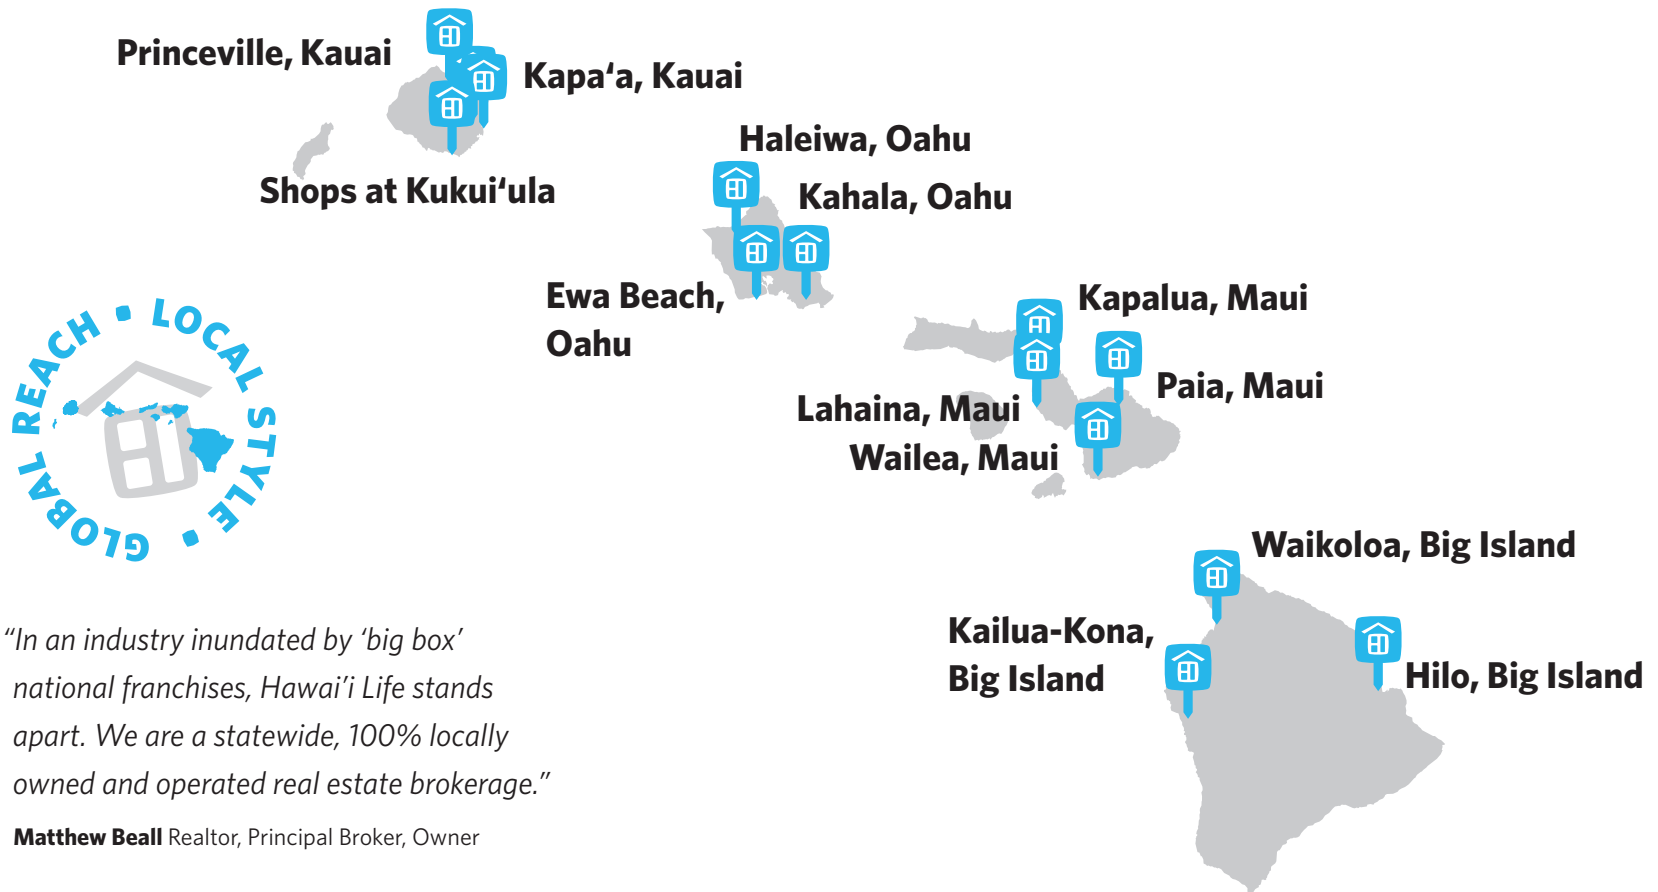 Princeville, Kauai
Kapa‘a, Kauai
Shops at Kukui‘ula
Haleiwa, Oahu
Kahala, Oahu
Ewa Beach,
Oahu
Kapalua, Maui
Paia, Maui
Lahaina, Maui
Wailea, Maui
Waikoloa, Big Island
Kailua-Kona,
Big Island
Hilo, Big Island
GLOBAL REACH • LOCAL STYLE •
“In an industry inundated by ‘big box’
national franchises, Hawai’i Life stands
apart. We are a statewide, 100% locally
owned and operated real estate brokerage.”
Matthew Beall Realtor, Principal Broker, Owner